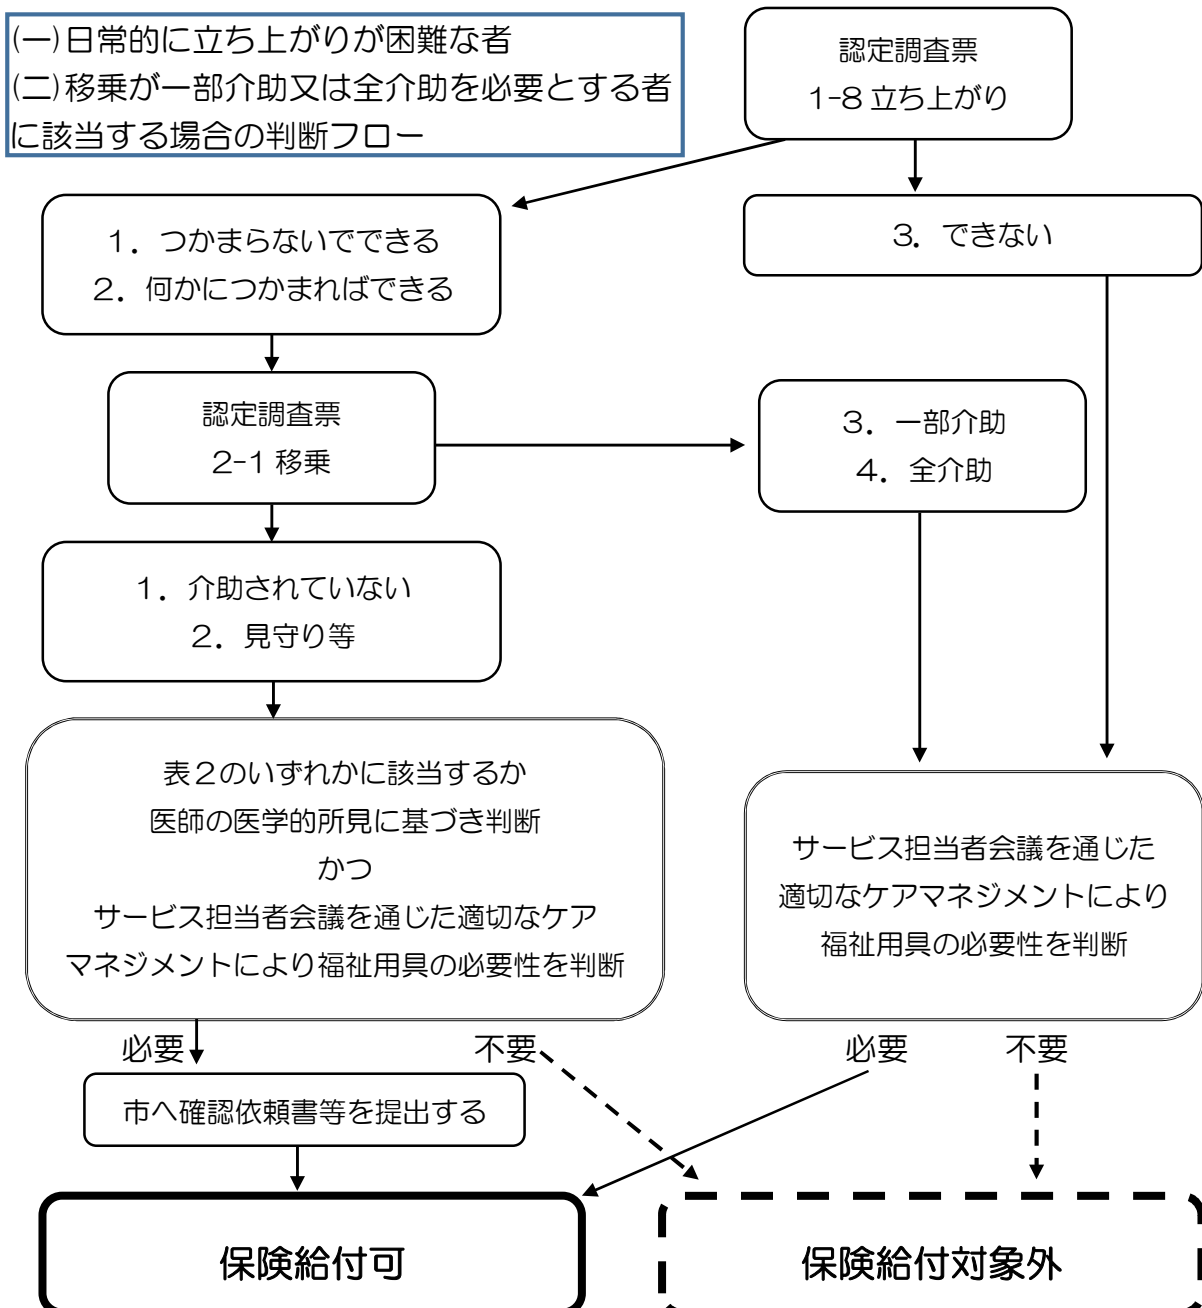 (一)日常的に立ち上がりが困難な者
(二)移乗が一部介助又は全介助を必要とする者
に該当する場合の判断フロー
認定調査票
1-8 立ち上がり
1．つかまらないでできる
2．何かにつかまればできる
3．できない
認定調査票
2-1 移乗
3．一部介助
4．全介助
1．介助されていない
2．見守り等
表2のいずれかに該当するか
医師の医学的所見に基づき判断
かつ
サービス担当者会議を通じた適切なケア
マネジメントにより福祉用具の必要性を判断
サービス担当者会議を通じた
適切なケアマネジメントにより
福祉用具の必要性を判断
必要
不要
必要
不要
市へ確認依頼書等を提出する
保険給付可
保険給付対象外